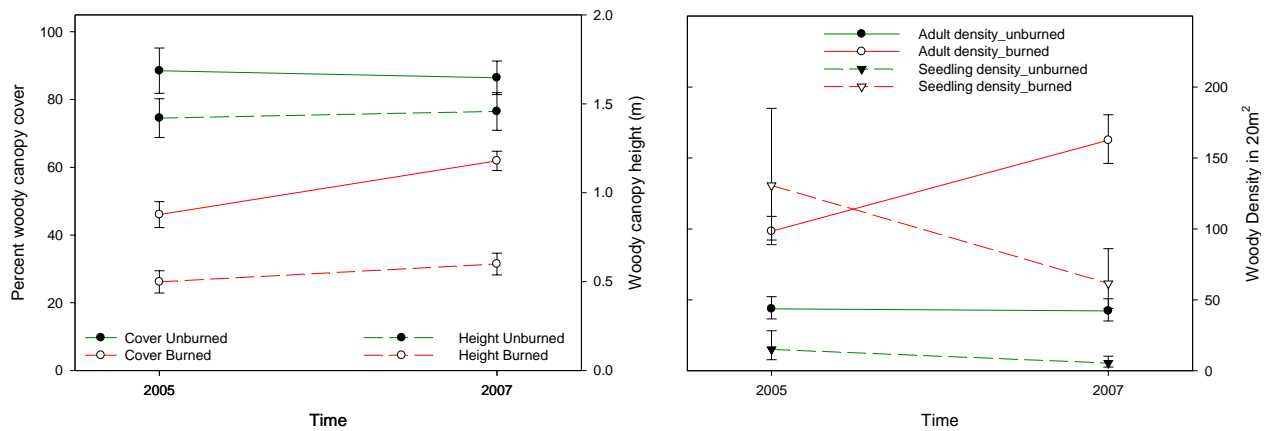 Percent woody canopy cover
100
80
60
40
20
0
2.0
1.5
1.0
0.5
0.0
Woody canopy height (m)
Cover Unburned
Cover Burned
Height Unburned
Height Burned
2005
2007
Time
Adult density_unburned
Adult density_burned
Seedling density_unburned
Seedling density_burned
200
150
100
50
0
Woody Density in 20m²
2005
2007
Time